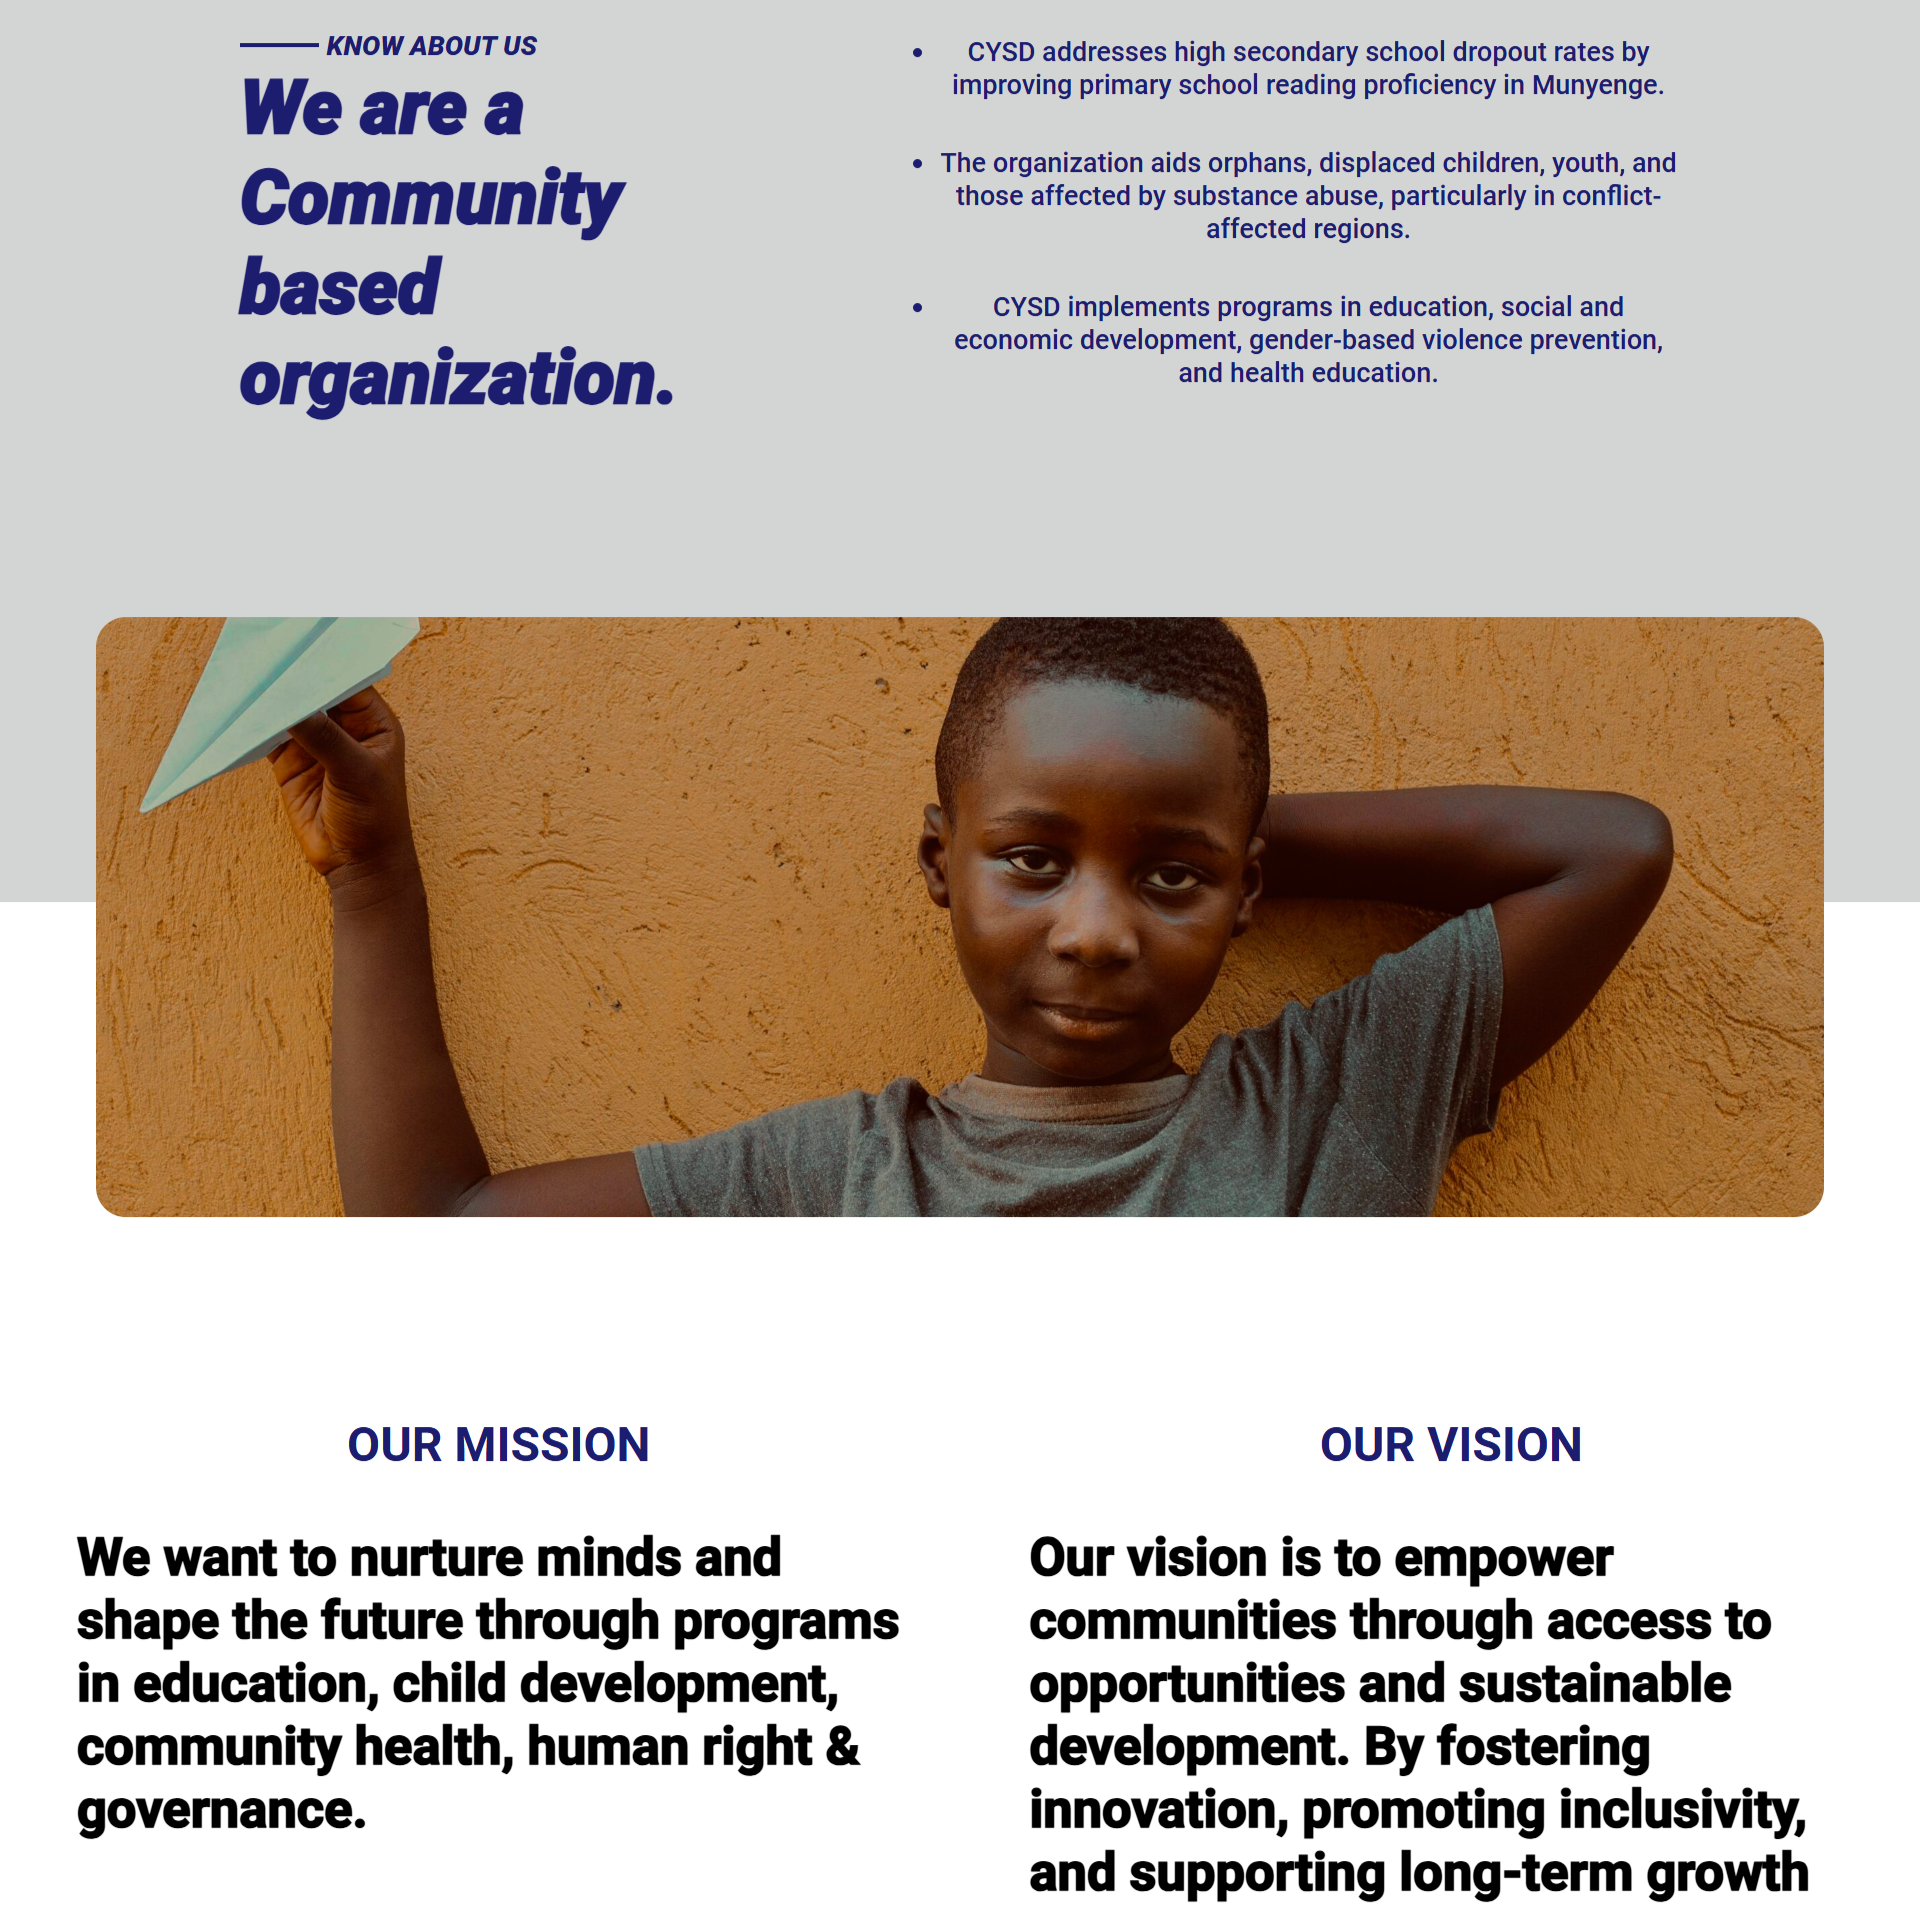 KNOW ABOUT US
We are a
Community
based
organization.
• CYSD addresses high secondary school dropout rates by
improving primary school reading proficiency in Munyenge.
• The organization aids orphans, displaced children, youth, and
those affected by substance abuse, particularly in conflict-
affected regions.
• CYSD implements programs in education, social and
economic development, gender-based violence prevention,
and health education.
OUR MISSION
We want to nurture minds and
shape the future through programs
in education, child development,
community health, human right &
governance.
OUR VISION
Our vision is to empower
communities through access to
opportunities and sustainable
development. By fostering
innovation, promoting inclusivity,
and supporting long-term growth